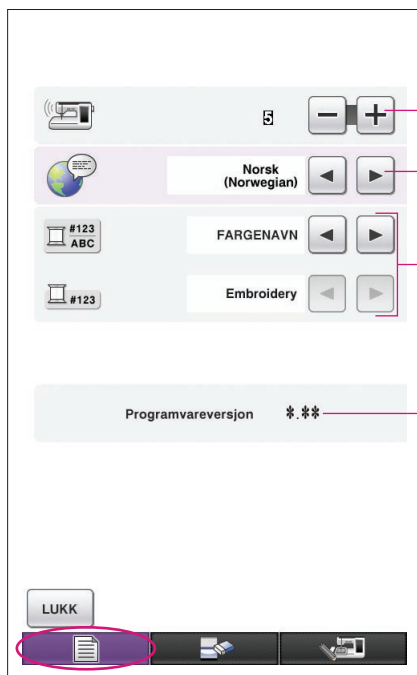 5
− +
Norsk
(Norwegian)
#123
ABC
FARGENAVN
#123
Embroidery
Programvareversjon *.**
LUKK